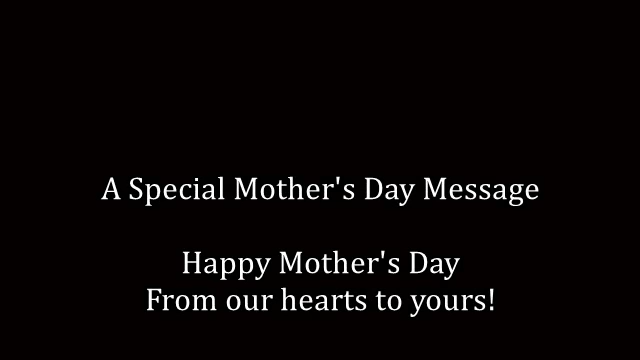 A Special Mother's Day Message
Happy Mother's Day
From our hearts to yours!